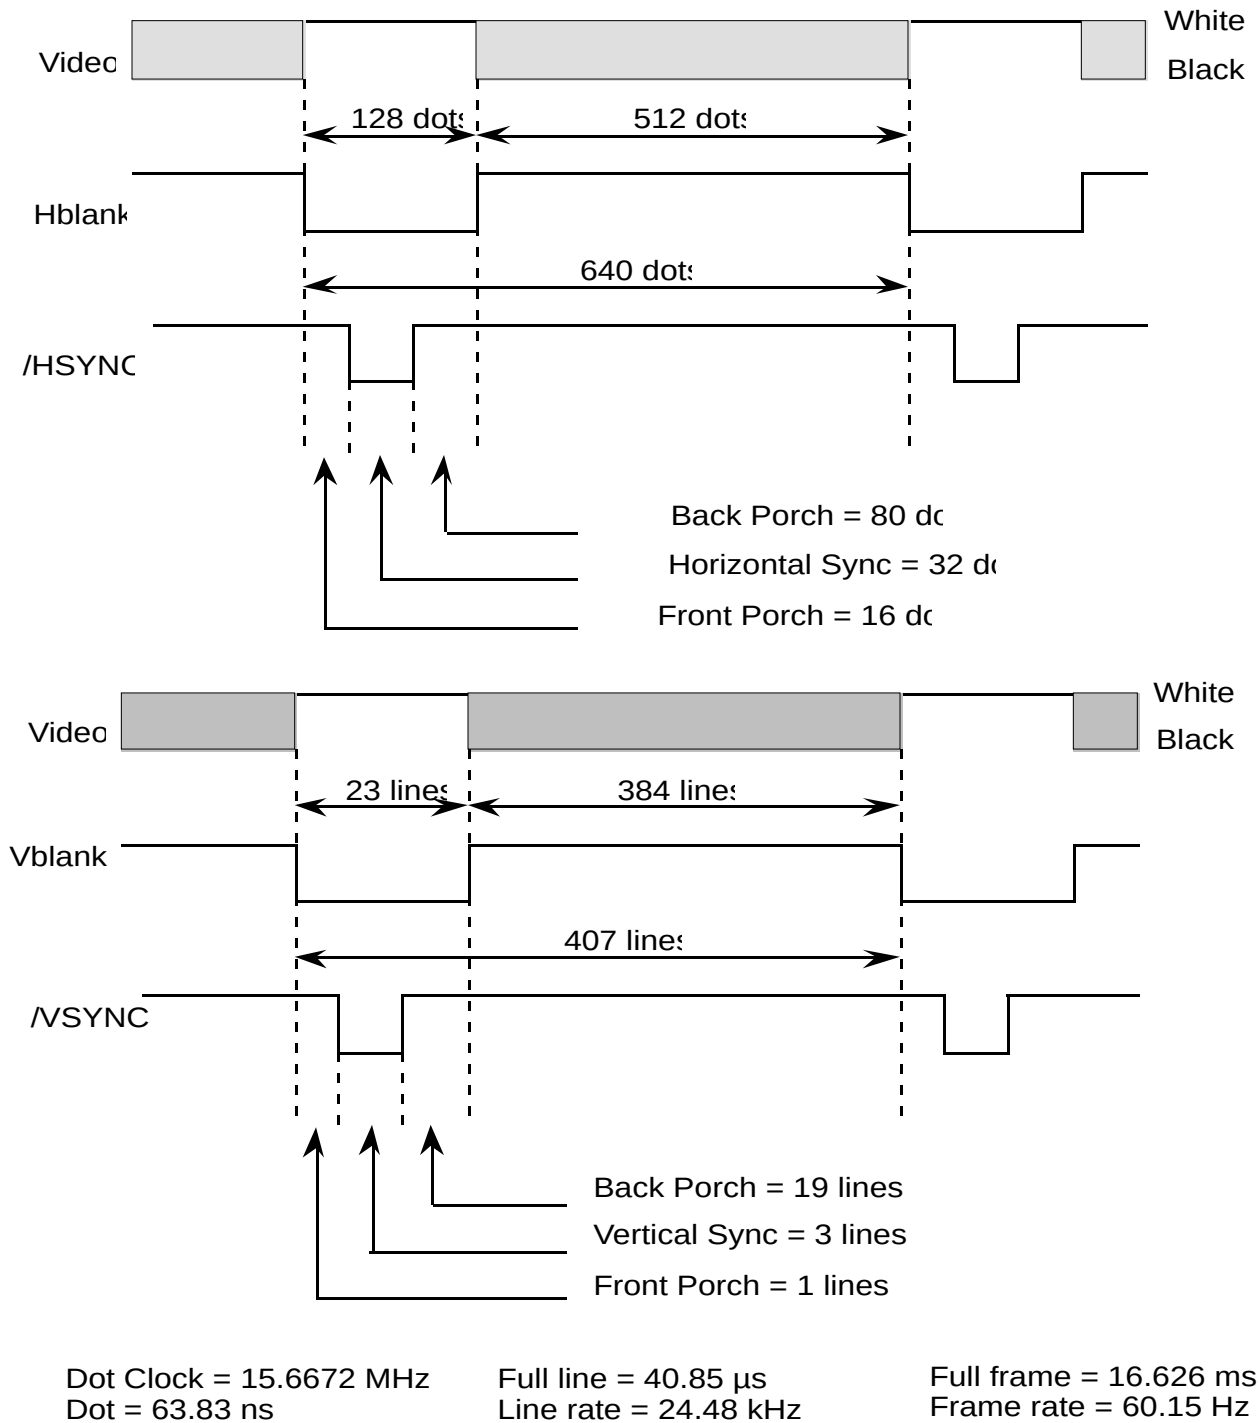 White
Video
Black
128 dots
512 dots
Hblank
640 dots
/HSYNC
Back Porch = 80 do
Horizontal Sync = 32 do
Front Porch = 16 do
White
Video
Black
23 lines
384 lines
Vblank
407 lines
/VSYNC
Back Porch = 19 lines
Vertical Sync = 3 lines
Front Porch = 1 lines
Dot Clock = 15.6672 MHz
Dot = 63.83 ns
Full line = 40.85 µs
Line rate = 24.48 kHz
Full frame = 16.626 ms
Frame rate = 60.15 Hz